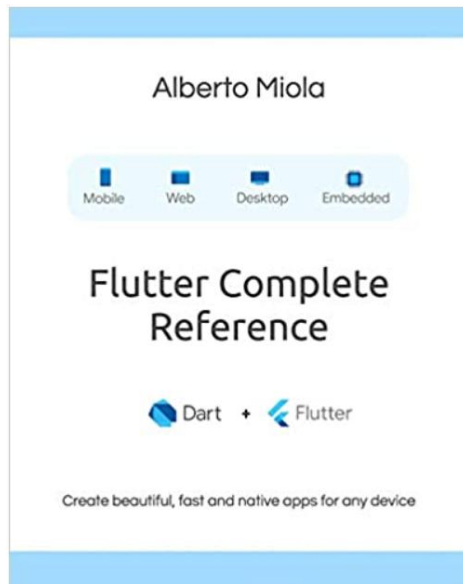 Alberto Miola
Mobile Web Desktop Embedded
Flutter Complete
Reference
Dart + Flutter
Create beautiful, fast and native apps for any device